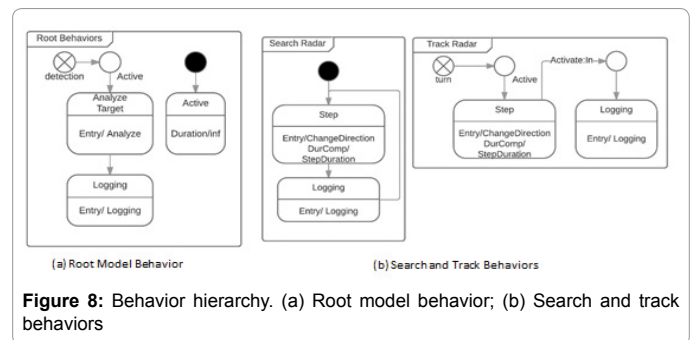 Root Behaviors
detection
Active
Analyze
Target
Entry/ Analyze
Logging
Entry/ Logging
Active
Duration/inf
(a) Root Model Behavior
Search Radar
Step
Entry/ChangeDirection
DurComp/
StepDuration
Logging
Entry/ Logging
Track Radar
turn
Active
Activate:In
Step
Entry/ChangeDirection
DurComp/
StepDuration
Logging
Entry/ Logging
(b) Search and Track Behaviors
Figure 8: Behavior hierarchy. (a) Root model behavior; (b) Search and track
behaviors